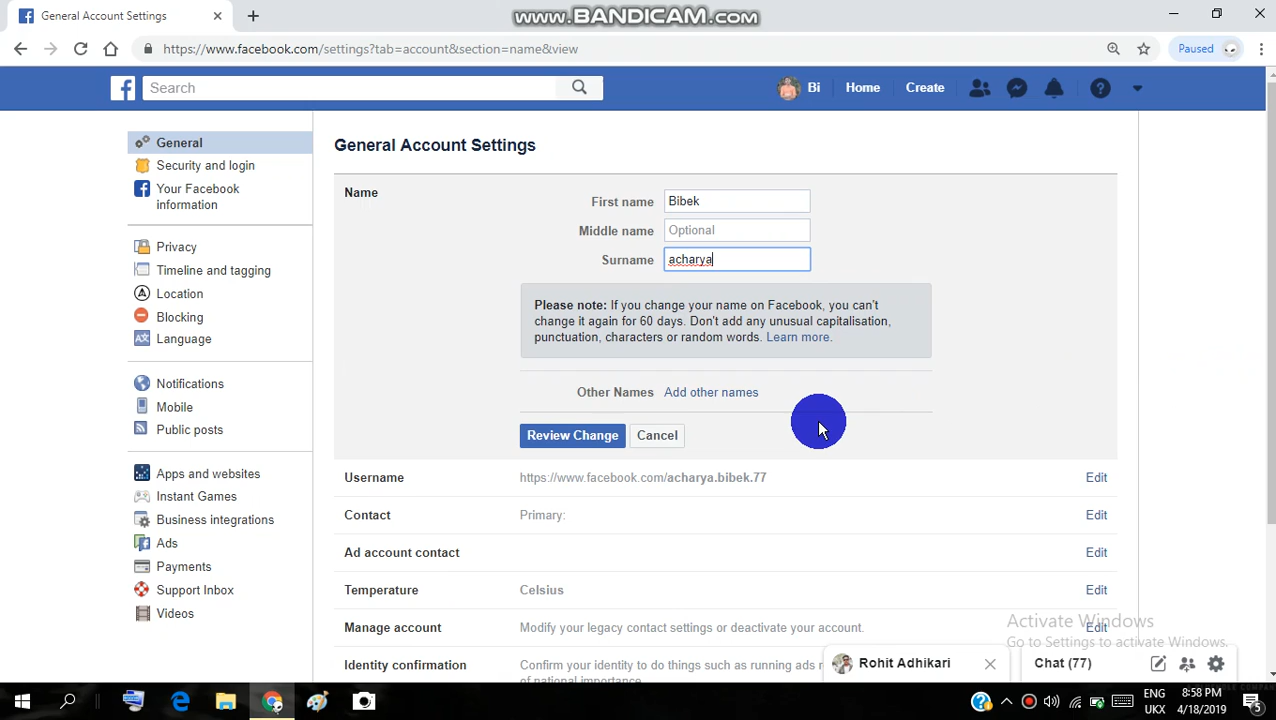 General Account Settings
www.BANDICAM.com
https://www.facebook.com/settings?tab=account&section=name&view
Paused
Search
Bi
Home
Create
General
Security and login
Your Facebook
information
Privacy
Timeline and tagging
Location
Blocking
Language
Notifications
Mobile
Public posts
Apps and websites
Instant Games
Business integrations
Ads
Payments
Support Inbox
Videos
General Account Settings
Name
First name Bibek
Middle name Optional
Surname acharya
Please note: If you change your name on Facebook, you can't
change it again for 60 days. Don't add any unusual capitalisation,
punctuation, characters or random words. Learn more.
Other Names Add other names
Review Change Cancel
Username https://www.facebook.com/acharya.bibek.77 Edit
Contact Primary: Edit
Ad account contact Edit
Temperature Celsius Edit
Manage account Modify your legacy contact settings or deactivate your account. Edit
Identity confirmation Confirm your identity to do things such as running ads
of national importance.
Activate Windows
Go to Settings to activate Windows.
Rohit Adhikari
Chat (77)
ENG
UKX
8:58 PM
4/18/2019
5